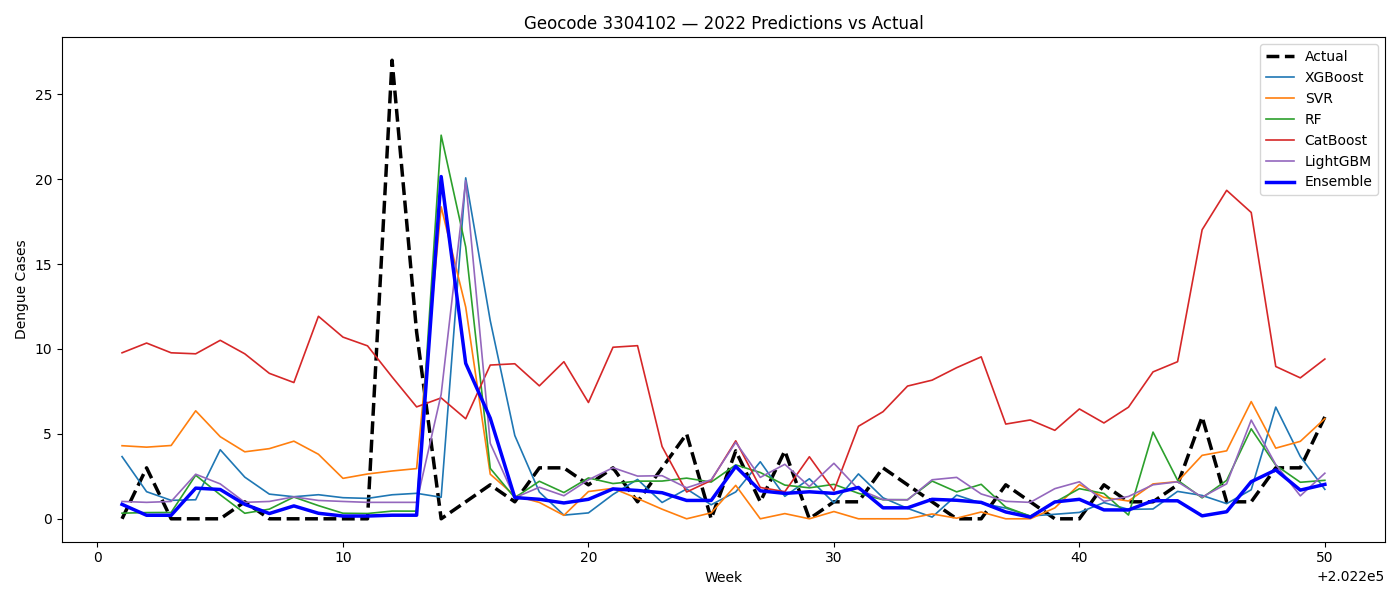 Geocode 3304102 — 2022 Predictions vs Actual
Actual
XGBoost
SVR
RF
CatBoost
LightGBM
Ensemble
Dengue Cases
25
20
15
10
5
0
0 10 20 30 40 50
Week
+2.022e5